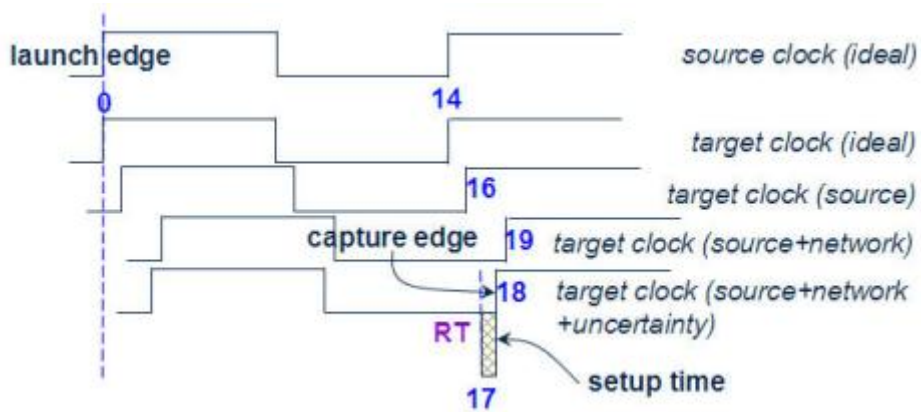 launch edge
source clock (ideal)
0
14
target clock (ideal)
16
target clock (source)
capture edge
19
target clock (source+network)
18
target clock (source+network
+uncertainty)
RT
setup time
17